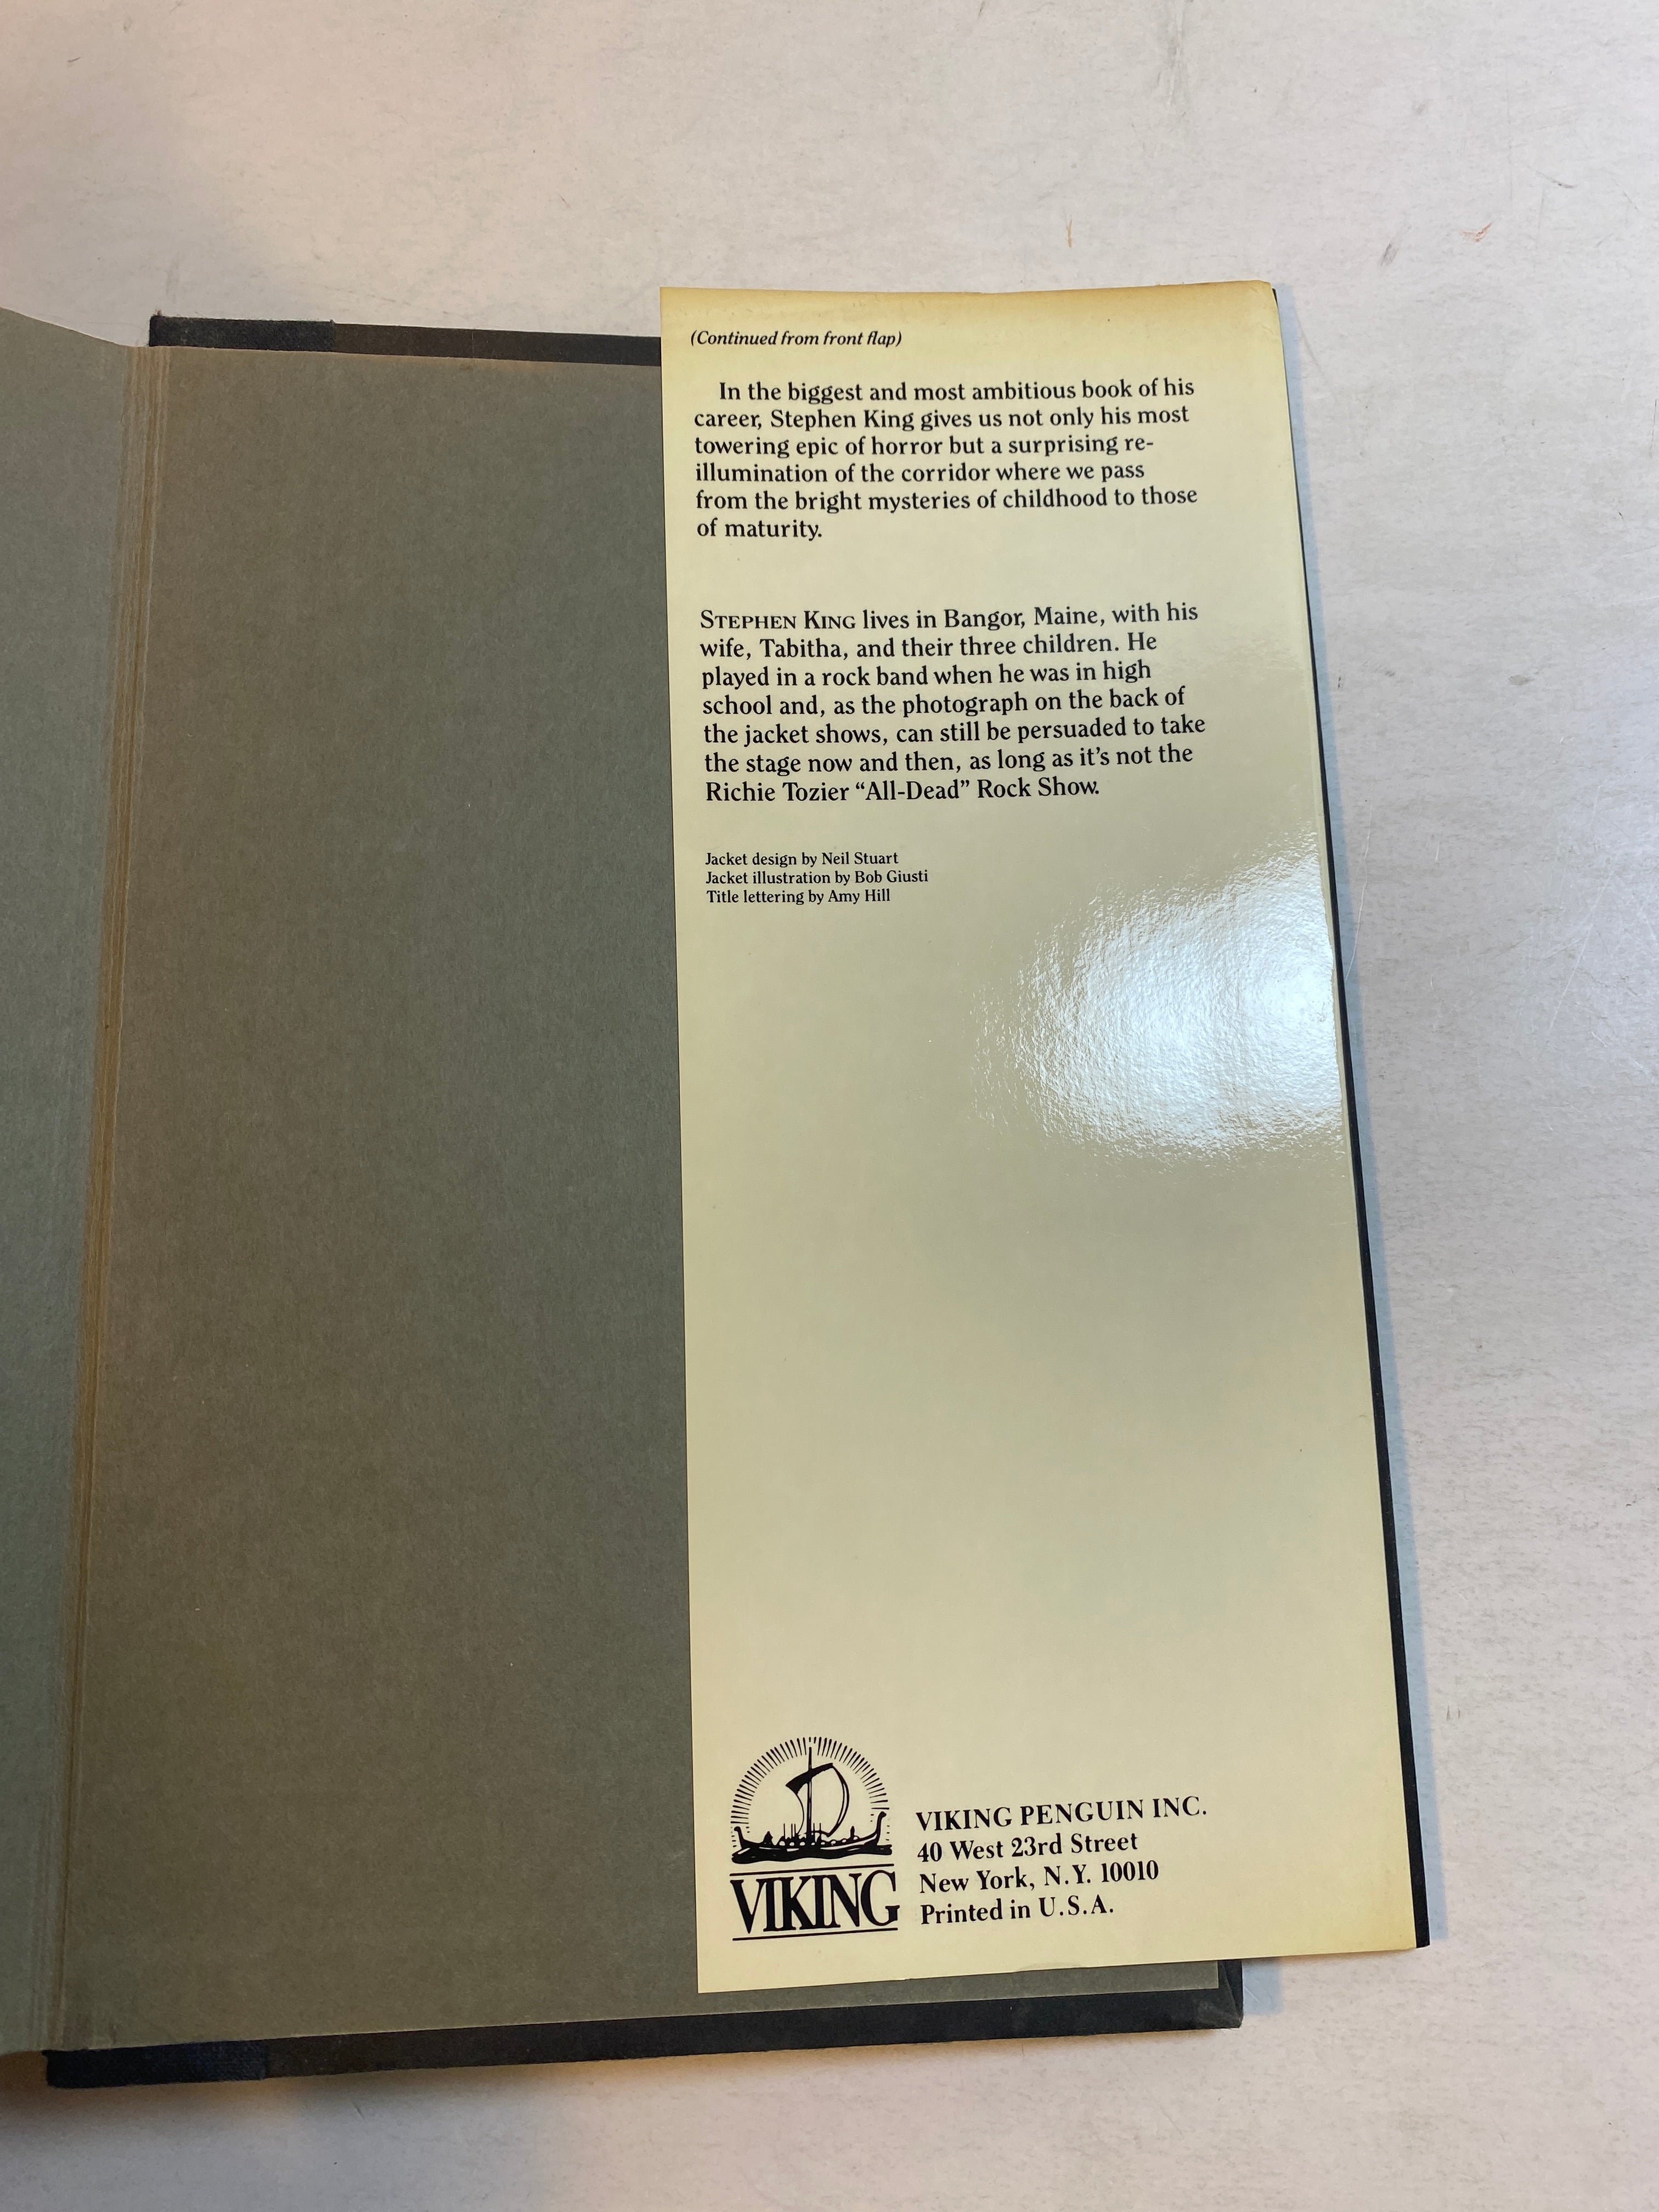 (Continued from front flap)
In the biggest and most ambitious book of his
career, Stephen King gives us not only his most
towering epic of horror but a surprising re-
illumination of the corridor where we pass
from the bright mysteries of childhood to those
of maturity.
STEPHEN KING lives in Bangor, Maine, with his
wife, Tabitha, and their three children. He
played in a rock band when he was in high
school and, as the photograph on the back of
the jacket shows, can still be persuaded to take
the stage now and then, as long as it’s not the
Richie Tozier “All-Dead” Rock Show.
Jacket design by Neil Stuart
Jacket illustration by Bob Giusti
Title lettering by Amy Hill
VIKING
VIKING PENGUIN INC.
40 West 23rd Street
New York, N.Y. 10010
Printed in U.S.A.